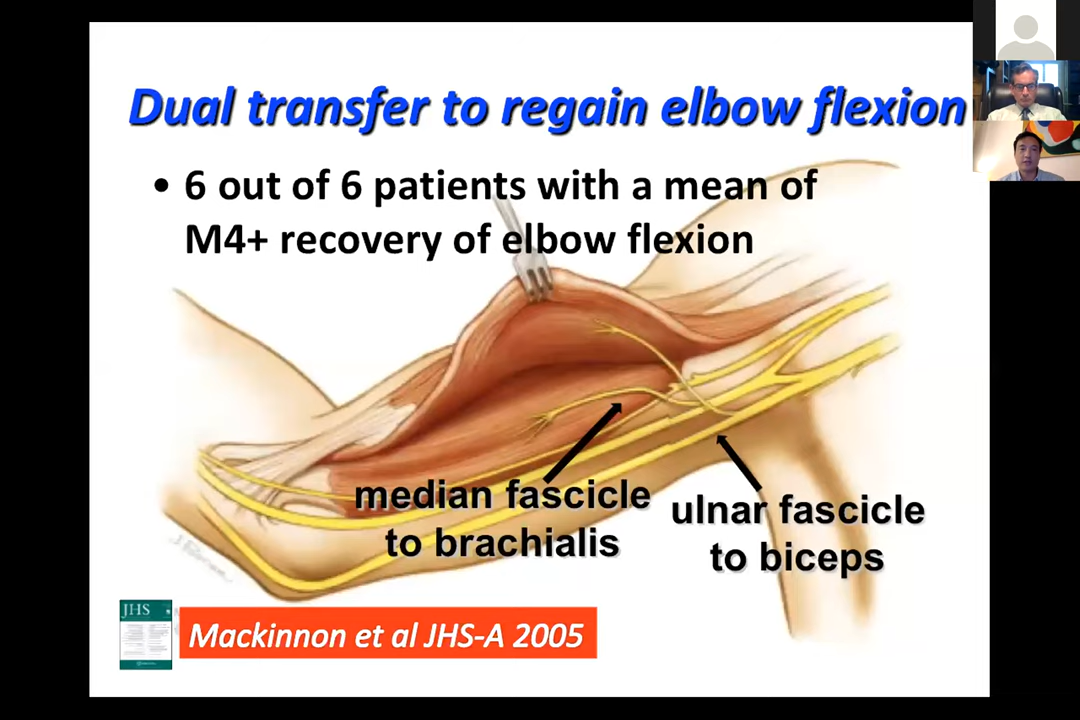 Dual transfer to regain elbow flexion
• 6 out of 6 patients with a mean of
M4+ recovery of elbow flexion
median fascicle
to brachialis
ulnar fascicle
to biceps
JHS
Mackinnon et al JHS-A 2005